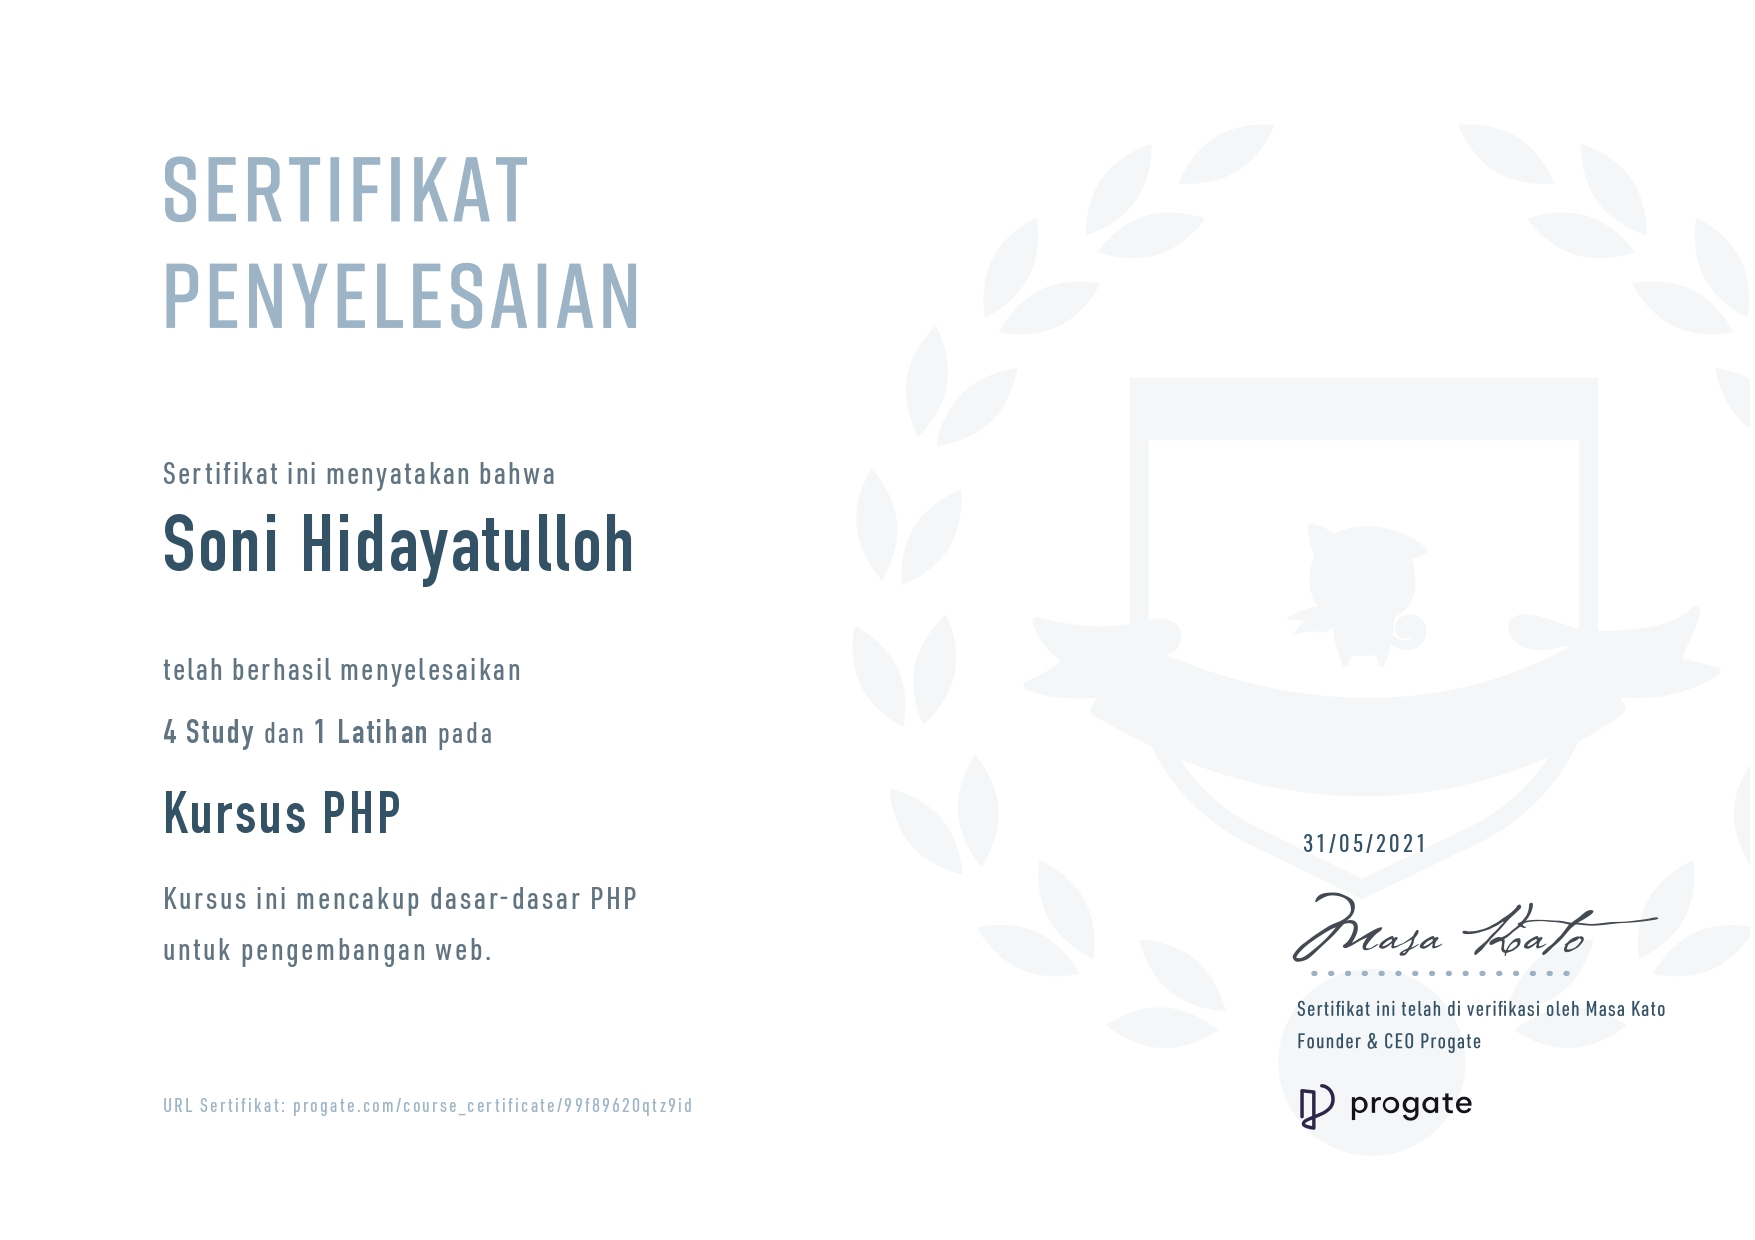 SERTIFIKAT
PENYELESAIAN
Sertifikat ini menyatakan bahwa
Soni Hidayatulloh
telah berhasil menyelesaikan
4 Study dan 1 Latihan pada
Kursus PHP
Kursus ini mencakup dasar-dasar PHP
untuk pengembangan web.
31/05/2021
Masa Kato
Sertifikat ini telah di verifikasi oleh Masa Kato
Founder & CEO Progate
progate
URL Sertifikat: progate.com/course_certificate/99f89620qtz9id